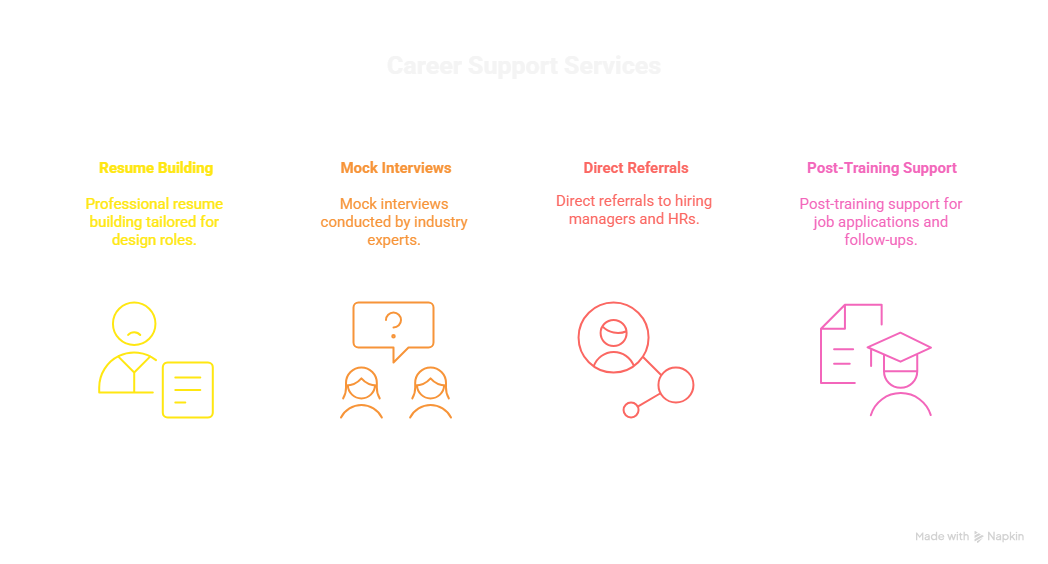 Career Support Services
Resume Building
Professional resume
building tailored for
design roles.
Mock Interviews
Mock interviews
conducted by industry
experts.
Direct Referrals
Direct referrals to hiring
managers and HRs.
Post-Training Support
Post-training support for
job applications and
follow-ups.
?
Made with Napkin